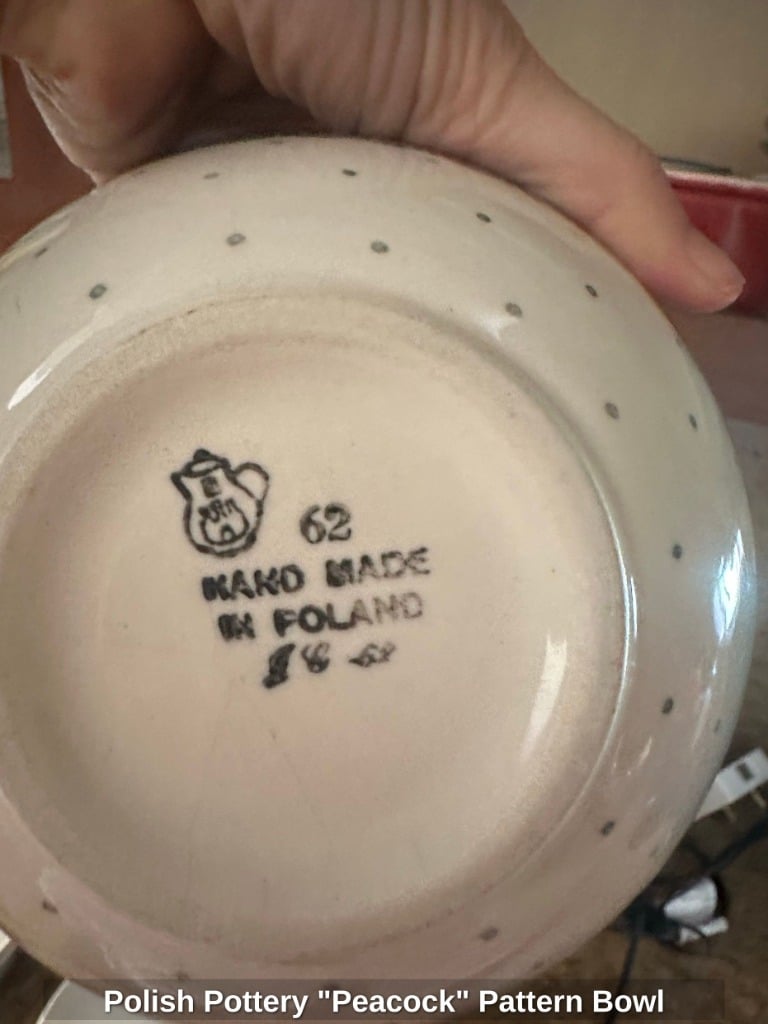 62
HAND MADE
IN POLAND
Polish Pottery "Peacock" Pattern Bowl